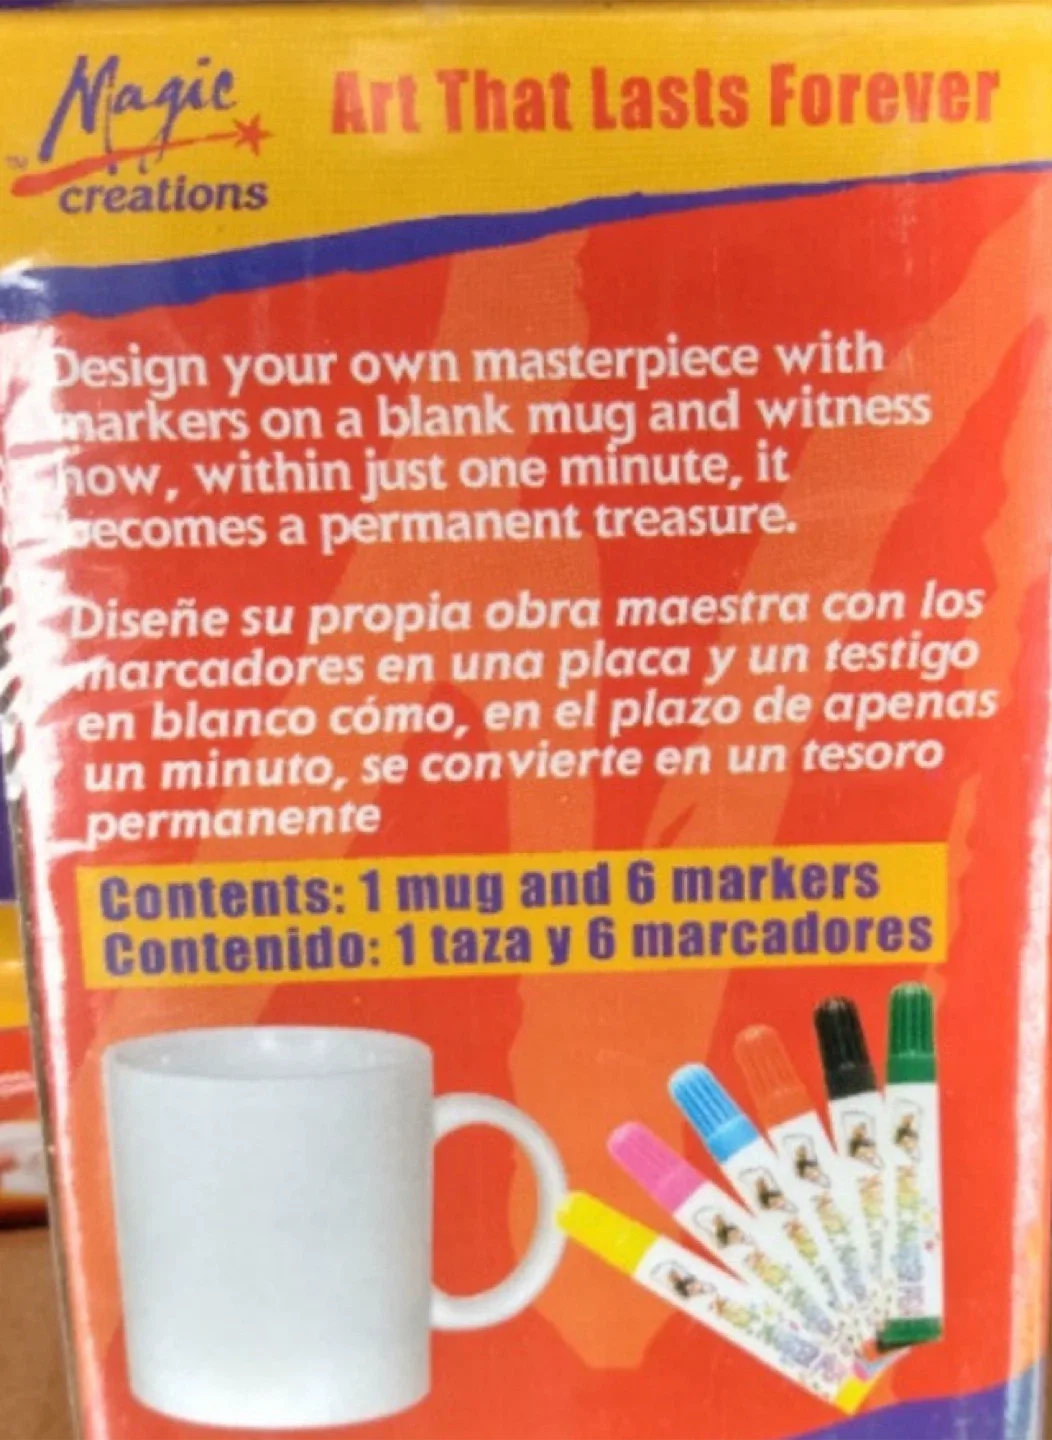 Magic
TM
creations
Art That Lasts Forever
Design your own masterpiece with
markers on a blank mug and witness
how, within just one minute, it
becomes a permanent treasure.
Diseñe su propia obra maestra con los
marcadores en una placa y un testigo
en blanco cómo, en el plazo de apenas
un minuto, se convierte en un tesoro
permanente
Contents: 1 mug and 6 markers
Contenido: 1 taza y 6 marcadores